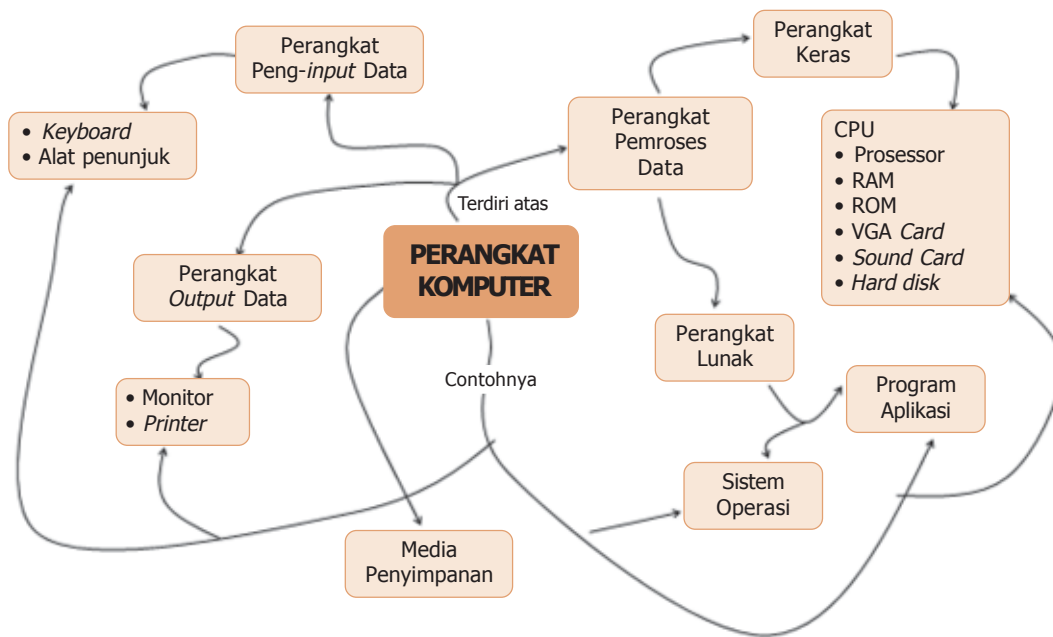 Perangkat
Peng-input Data
Perangkat
Keras
• Keyboard
• Alat penunjuk
Perangkat
Pemroses
Data
CPU
• Prosessor
• RAM
• ROM
• VGA Card
• Sound Card
• Hard disk
Terdiri atas
PERANGKAT
KOMPUTER
Perangkat
Output Data
Perangkat
Lunak
Contohnya
• Monitor
• Printer
Program
Aplikasi
Sistem
Operasi
Media
Penyimpanan